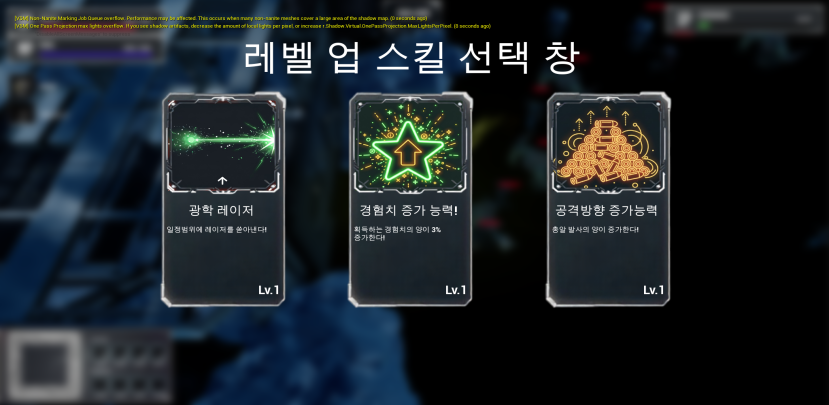 [VSM] Non-Nanite Marking Job Queue overflow. Performance may be affected. This occurs when many non-nanite meshes cover a large area of the shadow map. (0 seconds ago)
[VSM] One Pass Projection max lights overflow. If you see shadow artifacts, decrease the amount of local lights per pixel, or increase r.Shadow.Virtual.OnePassProjection.MaxLightsPerPixel. (0 seconds ago)
레벨 업 스킬 선택 창
광학 레이저
일정범위에 레이저를 쏟아낸다!
Lv.1
경험치 증가 능력!
획득하는 경험치의 양이 3%
증가한다!
Lv.1
공격방향 증가능력
총알 발사의 양이 증가한다!
Lv.1